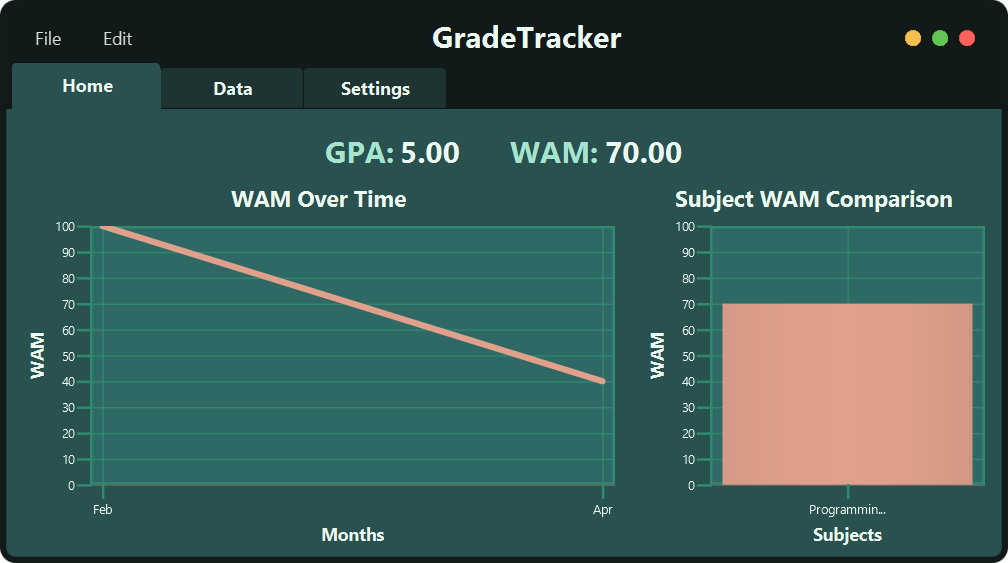 File Edit GradeTracker
Home Data Settings
GPA: 5.00 WAM: 70.00
WAM Over Time
100
90
80
70
60
50
40
30
20
10
0
WAM
Feb Apr
Months
Subject WAM Comparison
100
90
80
70
60
50
40
30
20
10
0
WAM
Programmin...
Subjects